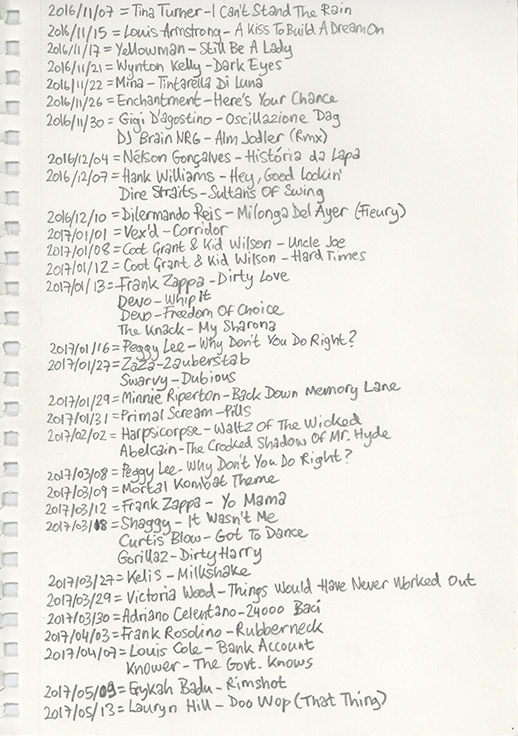 2016/11/07 = Tina Turner - I Can't Stand The Rain
2016/11/15 = Louis Armstrong - A Kiss To Build A Dream On
2016/11/17 = Yellowman - Still Be A Lady
2016/11/21 = Wynton Kelly - Dark Eyes
2016/11/22 = Mina - Tintarella Di Luna
2016/11/26 = Enchantment - Here's Your Chance
2016/11/30 = Gigi D'agostino - Oscillazione Dag
DJ Brain NRG - Alm Jodler (Rmx)
2016/12/04 = Nélson Gonçalves - História da Lapa
2016/12/07 = Hank Williams - Hey, Good Lookin'
Dire Straits - Sultans Of Swing
2016/12/10 = Dilermando Reis - Milonga Del Ayer (Fleury)
2017/01/01 = Vex'd - Corridor
2017/01/08 = Coot Grant & Kid Wilson - Uncle Joe
2017/01/12 = Coot Grant & Kid Wilson - Hard Times
2017/01/13 = Frank Zappa - Dirty Love
Devo - Whip It
Devo - Freedom Of Choice
The Knack - My Sharona
2017/01/16 = Peggy Lee - Why Don't You Do Right?
2017/01/27 = Zaza - Zauberstab
Swarvy - Dubious
2017/01/29 = Minnie Riperton - Back Down Memory Lane
2017/01/31 = Primal Scream - Pills
2017/02/02 = Harpsicorpse - Waltz Of The Wicked
Abelcain - The Crooked Shadow Of Mr. Hyde
2017/03/08 = Peggy Lee - Why Don't You Do Right?
2017/03/09 = Mortal Kombat Theme
2017/03/12 = Frank Zappa - Yo Mama
2017/03/18 = Shaggy - It Wasn't Me
Curtis Blow - Got To Dance
Gorillaz - Dirty Harry
2017/03/27 = Kelis - Milkshake
2017/03/29 = Victoria Wood - Things Would Have Never Worked Out
2017/03/30 = Adriano Celentano - 24000 Baci
2017/04/03 = Frank Rosolino - Rubberneck
2017/04/07 = Louis Cole - Bank Account
Knower - The Govt. Knows
2017/05/09 = Erykah Badu - Rimshot
2017/05/13 = Lauryn Hill - Doo Wop (That Thing)